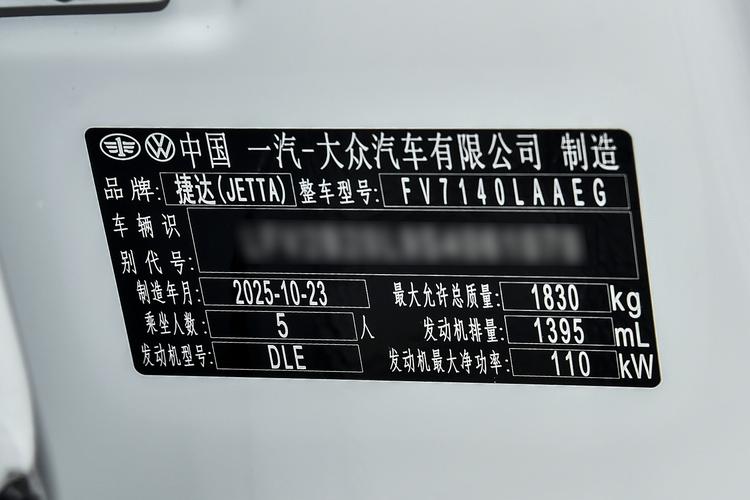 中国 一汽-大众汽车有限公司 制造
品牌: 捷达(JETTA) 整车型号: FV7140LAAEG
车辆识
别代号:
制造年月: 2025-10-23 最大允许总质量: 1830 kg
乘坐人数: 5 人 发动机排量: 1395 mL
发动机型号: DLE 发动机最大净功率: 110 kW